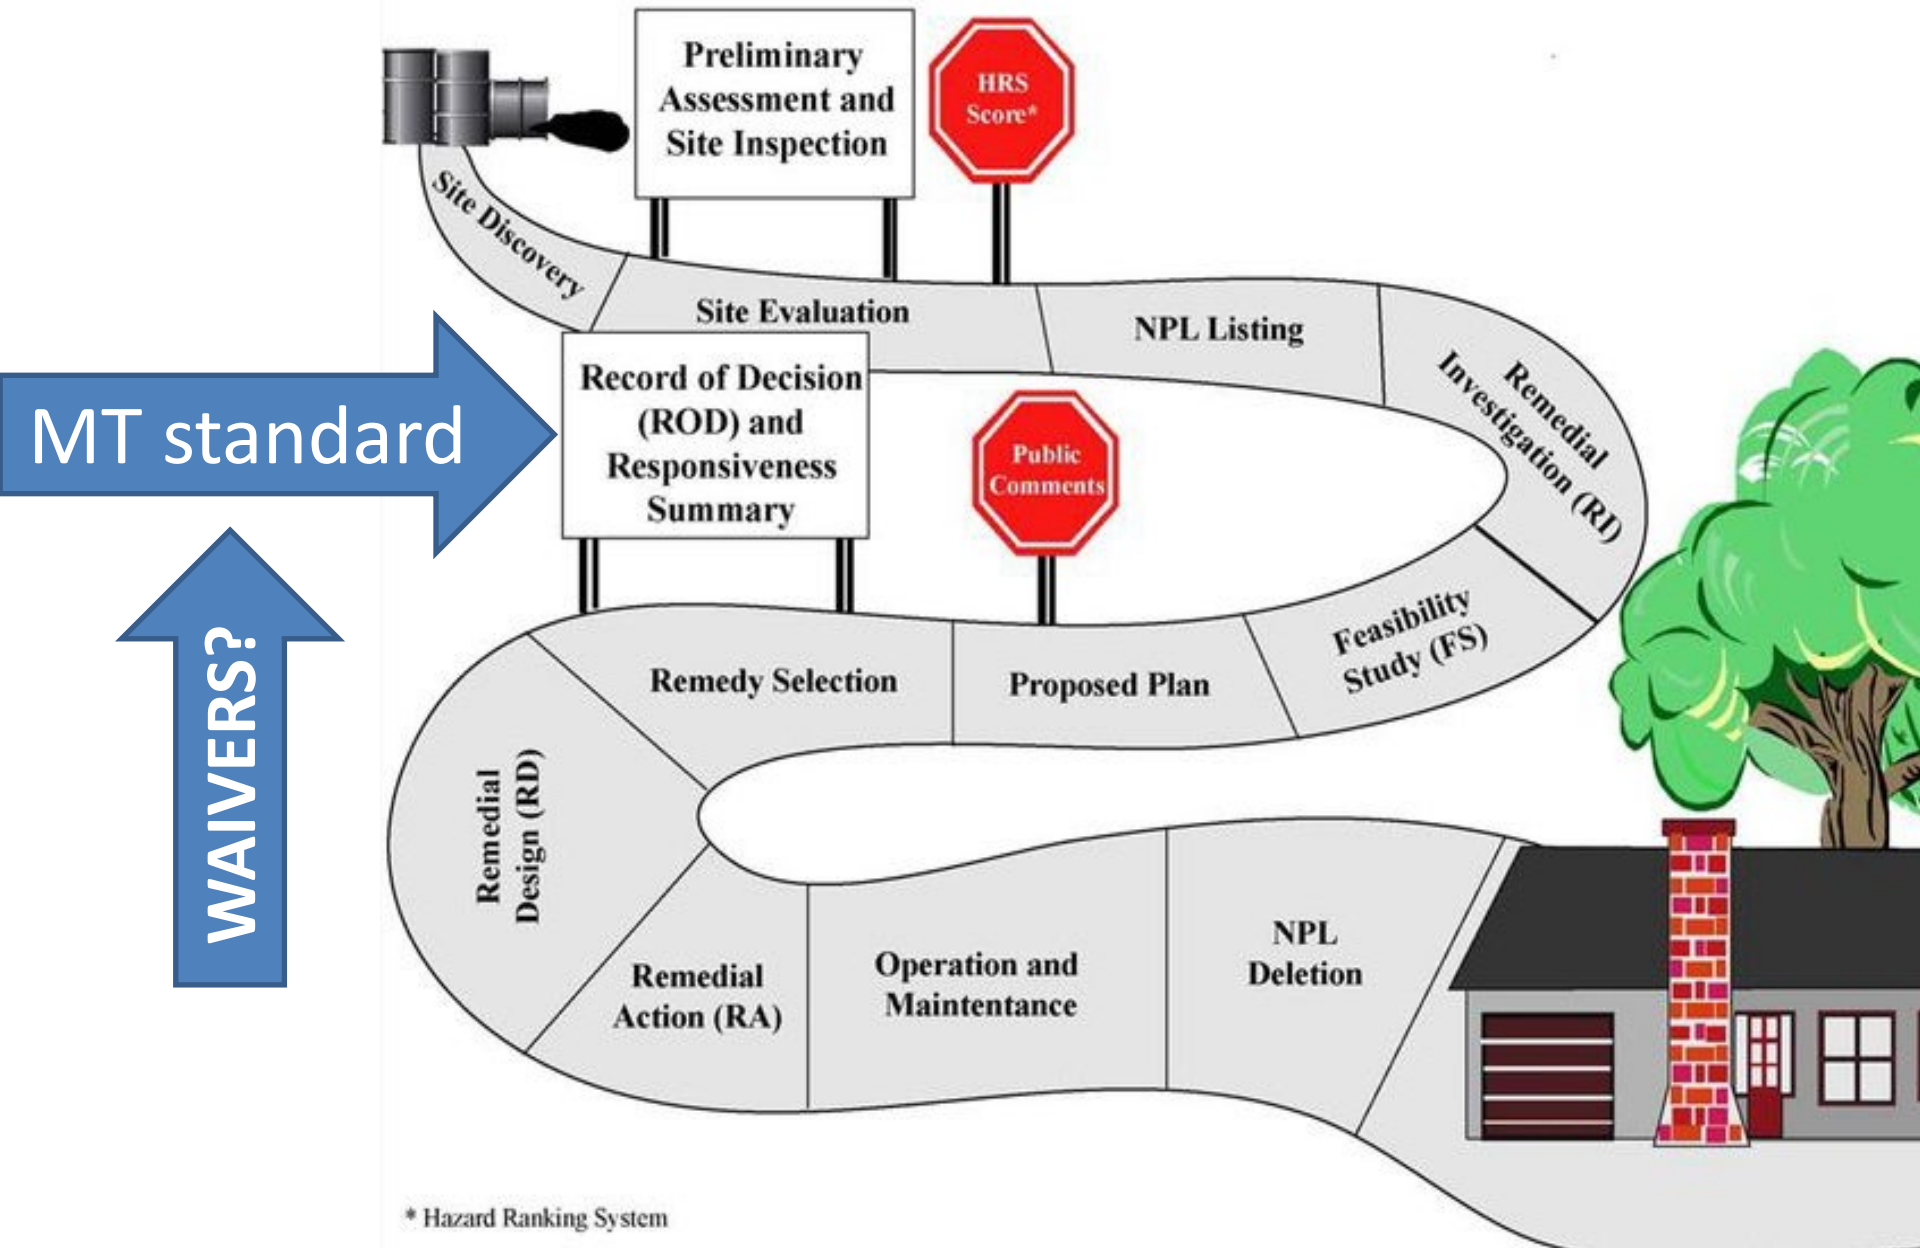 Preliminary
Assessment and
Site Inspection
HRS
Score*
Site Discovery
Site Evaluation
NPL Listing
Remedial
Investigation (RI)
MT standard
Record of Decision
(ROD) and
Responsiveness
Summary
Public
Comments
WAIVERS?
Feasibility
Study (FS)
Proposed Plan
Remedy Selection
Remedial
Design (RD)
Remedial
Action (RA)
Operation and
Maintentance
NPL
Deletion
* Hazard Ranking System